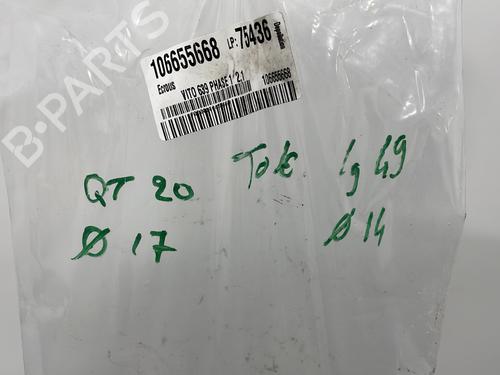 106655668 LP: 75436
Ecrous
VITO 639 PHASE 1 2.1
106655668
B-PARTS
QT 20 Tole lg 49
Ø 17 Ø 14